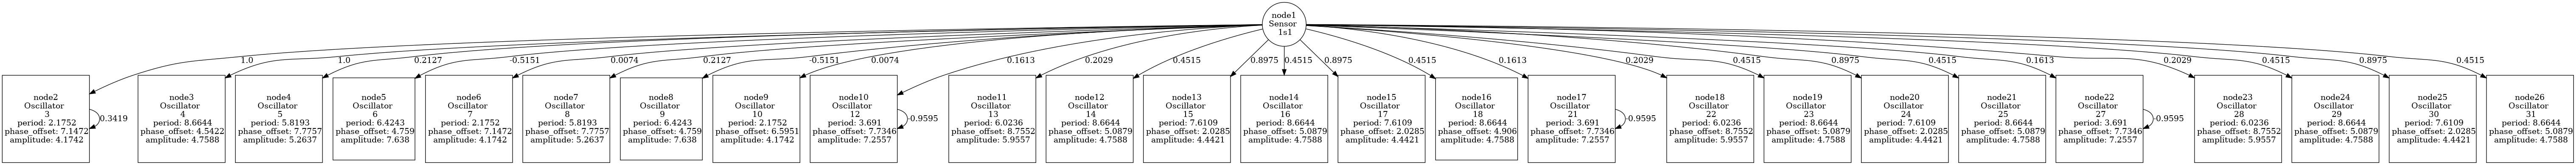 node1
Sensor
1s1
1.0
1.0
0.2127
-0.5151
0.0074
0.2127
-0.5151
0.0074
0.1613
0.2029
0.4515
0.8975
0.4515
0.8975
0.4515
0.1613
0.2029
0.4515
0.8975
0.4515
0.1613
0.2029
0.4515
0.8975
0.4515
node2
Oscillator
3
period: 2.1752
phase_offset: 7.1472
amplitude: 4.1742
0.3419
node3
Oscillator
4
period: 8.6644
phase_offset: 4.5422
amplitude: 4.7588
node4
Oscillator
5
period: 5.8193
phase_offset: 7.7757
amplitude: 5.2637
node5
Oscillator
6
period: 6.4243
phase_offset: 4.759
amplitude: 7.638
node6
Oscillator
7
period: 2.1752
phase_offset: 7.1472
amplitude: 4.1742
node7
Oscillator
8
period: 5.8193
phase_offset: 7.7757
amplitude: 5.2637
node8
Oscillator
9
period: 6.4243
phase_offset: 4.759
amplitude: 7.638
node9
Oscillator
10
period: 2.1752
phase_offset: 6.5951
amplitude: 4.1742
node10
Oscillator
12
period: 3.691
phase_offset: 7.7346
amplitude: 7.2557
-0.9595
node11
Oscillator
13
period: 6.0236
phase_offset: 8.7552
amplitude: 5.9557
node12
Oscillator
14
period: 8.6644
phase_offset: 5.0879
amplitude: 4.7588
node13
Oscillator
15
period: 7.6109
phase_offset: 2.0285
amplitude: 4.4421
node14
Oscillator
16
period: 8.6644
phase_offset: 5.0879
amplitude: 4.7588
node15
Oscillator
17
period: 7.6109
phase_offset: 2.0285
amplitude: 4.4421
node16
Oscillator
18
period: 8.6644
phase_offset: 4.906
amplitude: 4.7588
node17
Oscillator
21
period: 3.691
phase_offset: 7.7346
amplitude: 7.2557
-0.9595
node18
Oscillator
22
period: 6.0236
phase_offset: 8.7552
amplitude: 5.9557
node19
Oscillator
23
period: 8.6644
phase_offset: 5.0879
amplitude: 4.7588
node20
Oscillator
24
period: 7.6109
phase_offset: 2.0285
amplitude: 4.4421
node21
Oscillator
25
period: 8.6644
phase_offset: 5.0879
amplitude: 4.7588
node22
Oscillator
27
period: 3.691
phase_offset: 7.7346
amplitude: 7.2557
-0.9595
node23
Oscillator
28
period: 6.0236
phase_offset: 8.7552
amplitude: 5.9557
node24
Oscillator
29
period: 8.6644
phase_offset: 5.0879
amplitude: 4.7588
node25
Oscillator
30
period: 7.6109
phase_offset: 2.0285
amplitude: 4.4421
node26
Oscillator
31
period: 8.6644
phase_offset: 5.0879
amplitude: 4.7588